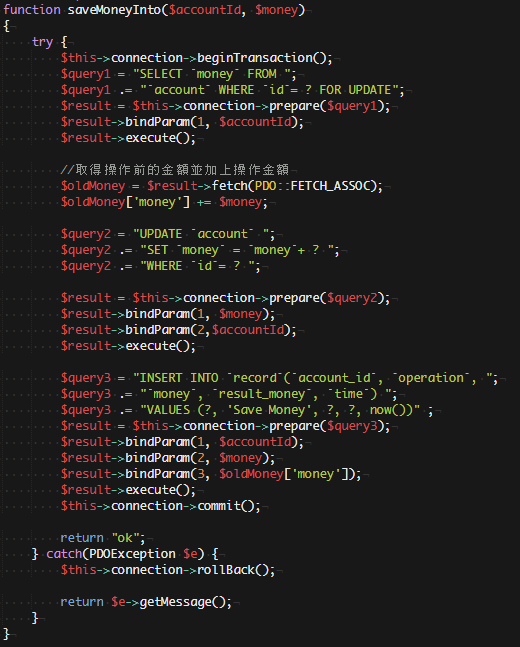 function saveMoneyInto($accountId, $money)
{
    try {
        $this->connection->beginTransaction();
        $query1 = "SELECT `money` FROM ";
        $query1 .= "`account` WHERE `id`= ? FOR UPDATE";
        $result = $this->connection->prepare($query1);
        $result->bindParam(1, $accountId);
        $result->execute();

        //取得操作前的金額並加上操作金額
        $oldMoney = $result->fetch(PDO::FETCH_ASSOC);
        $oldMoney['money'] += $money;

        $query2 = "UPDATE `account` ";
        $query2 .= "SET `money` = `money`+ ? ";
        $query2 .= "WHERE `id`= ? ";

        $result = $this->connection->prepare($query2);
        $result->bindParam(1, $money);
        $result->bindParam(2,$accountId);
        $result->execute();

        $query3 = "INSERT INTO `record`(`account_id`, `operation`, ";
        $query3 .= "`money`, `result_money`, `time`) ";
        $query3 .= "VALUES (?, 'Save Money', ?, ?, now())" ;
        $result = $this->connection->prepare($query3);
        $result->bindParam(1, $accountId);
        $result->bindParam(2, $money);
        $result->bindParam(3, $oldMoney['money']);
        $result->execute();
        $this->connection->commit();

        return "ok";
    } catch(PDOException $e) {
        $this->connection->rollBack();

        return $e->getMessage();
    }
}